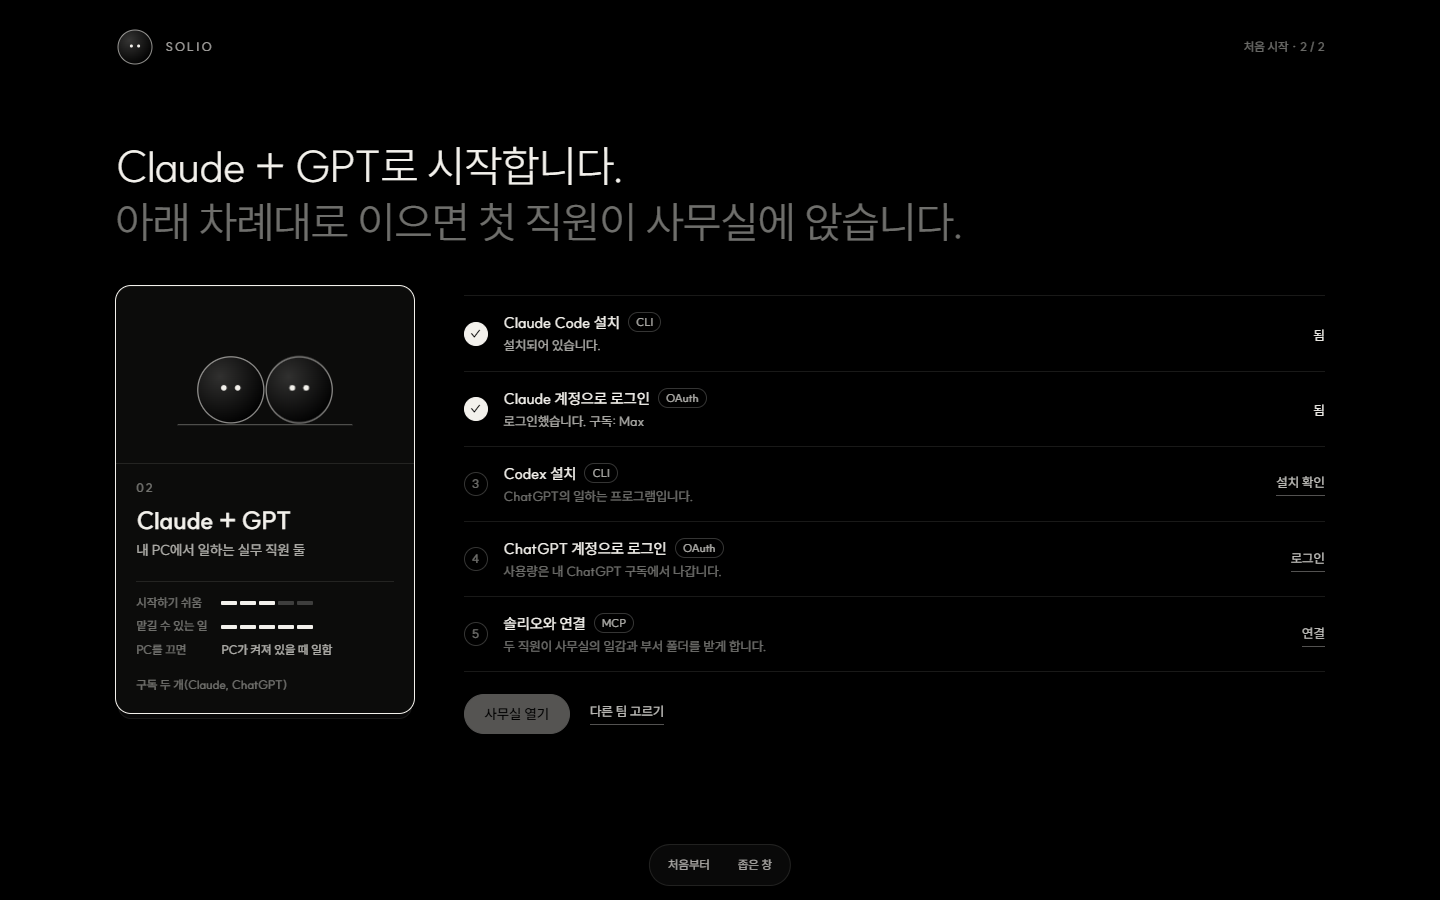 SOLIO
처음 시작 · 2 / 2
Claude + GPT로 시작합니다.
아래 차례대로 이으면 첫 직원이 사무실에 앉습니다.
02
Claude + GPT
내 PC에서 일하는 실무 직원 둘
시작하기 쉬움
맡길 수 있는 일
PC를 끄면 PC가 켜져 있을 때 일함
구독 두 개(Claude, ChatGPT)
Claude Code 설치 CLI
설치되어 있습니다.
됨
Claude 계정으로 로그인 OAuth
로그인했습니다. 구독: Max
됨
3
Codex 설치 CLI
ChatGPT의 일하는 프로그램입니다.
설치 확인
4
ChatGPT 계정으로 로그인 OAuth
사용량은 내 ChatGPT 구독에서 나갑니다.
로그인
5
솔리오와 연결 MCP
두 직원이 사무실의 일감과 부서 폴더를 받게 합니다.
연결
사무실 열기 다른 팀 고르기
처음부터 좁은 창